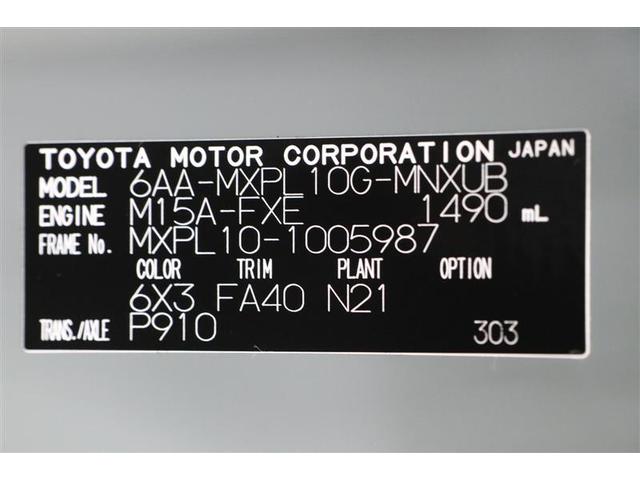 TOYOTA MOTOR CORPORATION JAPAN
MODEL 6AA-MXPL10G-MNXUB
ENGINE M15A-FXE 1490 mL
FRAME No. MXPL10-1005987
COLOR TRIM PLANT OPTION
6X3 FA40 N21
TRANS./AXLE P910 303